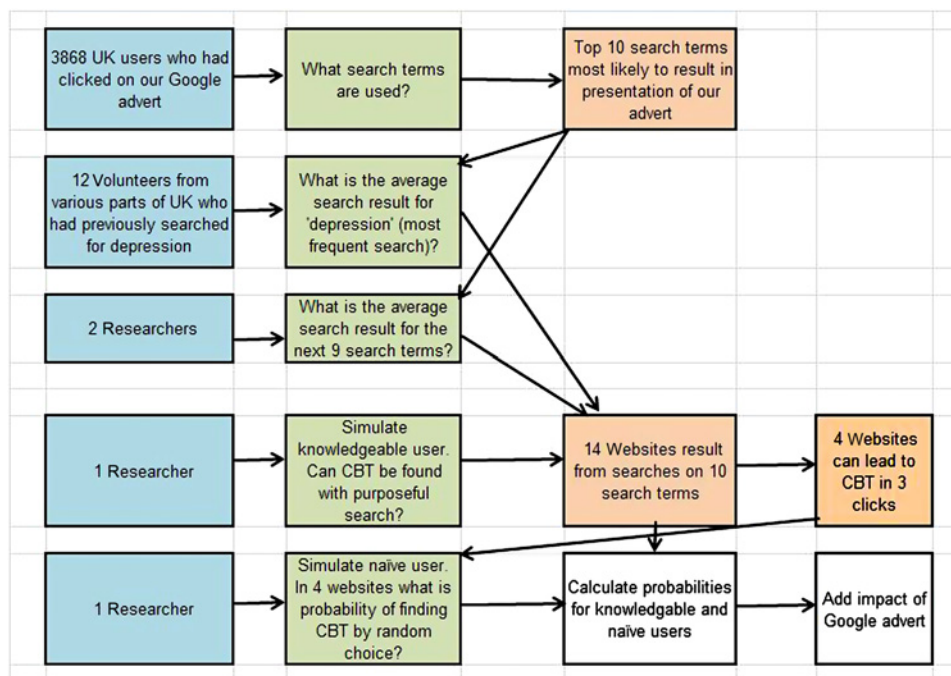 3868 UK users who had
clicked on our Google
advert
What search terms
are used?
Top 10 search terms
most likely to result in
presentation of our
advert
12 Volunteers from
various parts of UK who
had previously searched
for depression
What is the average
search result for
'depression' (most
frequent search)?
2 Researchers
What is the average
search result for the
next 9 search terms?
1 Researcher
Simulate
knowledgeable user.
Can CBT be found
with purposeful
search?
14 Websites result
from searches on 10
search terms
4 Websites
can lead to
CBT in 3
clicks
1 Researcher
Simulate naïve user.
In 4 websites what is
probability of finding
CBT by random
choice?
Calculate probabilities
for knowledgable and
naïve users
Add impact of
Google advert